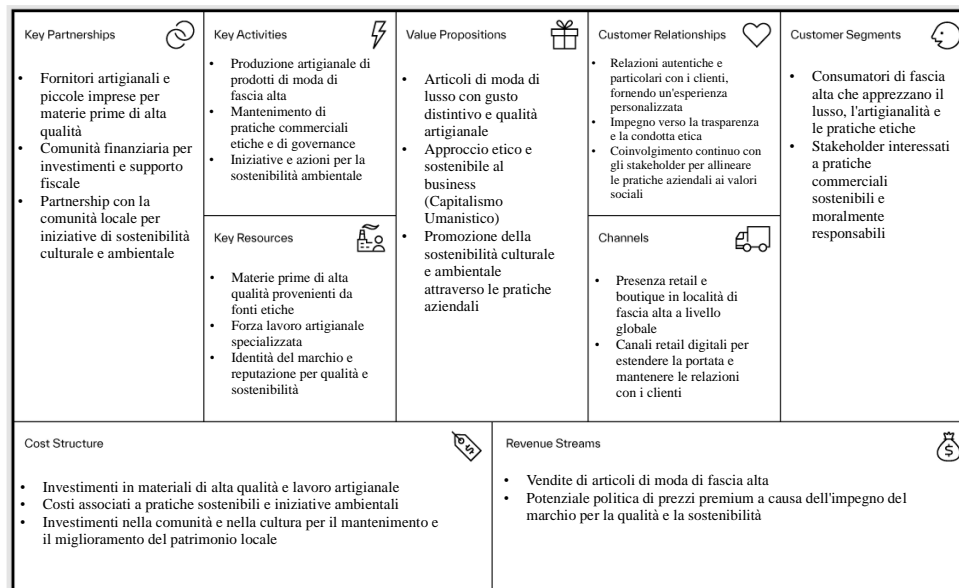 Key Partnerships
• Fornitori artigianali e
piccole imprese per
materie prime di alta
qualità
• Comunità finanziaria per
investimenti e supporto
fiscale
• Partnership con la
comunità locale per
iniziative di sostenibilità
culturale e ambientale
Key Activities
• Produzione artigianale di
prodotti di moda di
fascia alta
• Mantenimento di
pratiche commerciali
etiche e di governance
• Iniziative e azioni per la
sostenibilità ambientale
Key Resources
• Materie prime di alta
qualità provenienti da
fonti etiche
• Forza lavoro artigianale
specializzata
• Identità del marchio e
reputazione per qualità e
sostenibilità
Value Propositions
• Articoli di moda di
lusso con gusto
distintivo e qualità
artigianale
• Approccio etico e
sostenibile al
business
(Capitalismo
Umanistico)
• Promozione della
sostenibilità culturale
e ambientale
attraverso le pratiche
aziendali
Customer Relationships
• Relazioni autentiche e
particolari con i clienti,
fornendo un'esperienza
personalizzata
• Impegno verso la trasparenza
e la condotta etica
• Coinvolgimento continuo con
gli stakeholder per allineare
le pratiche aziendali ai valori
sociali
Channels
• Presenza retail e
boutique in località di
fascia alta a livello
globale
• Canali retail digitali per
estendere la portata e
mantenere le relazioni
con i clienti
Customer Segments
• Consumatori di fascia
alta che apprezzano il
lusso, l'artigianalità e
le pratiche etiche
• Stakeholder interessati
a pratiche
commerciali
sostenibili e
moralmente
responsabili
Cost Structure
• Investimenti in materiali di alta qualità e lavoro artigianale
• Costi associati a pratiche sostenibili e iniziative ambientali
• Investimenti nella comunità e nella cultura per il mantenimento e
il miglioramento del patrimonio locale
Revenue Streams
• Vendite di articoli di moda di fascia alta
• Potenziale politica di prezzi premium a causa dell'impegno del
marchio per la qualità e la sostenibilità